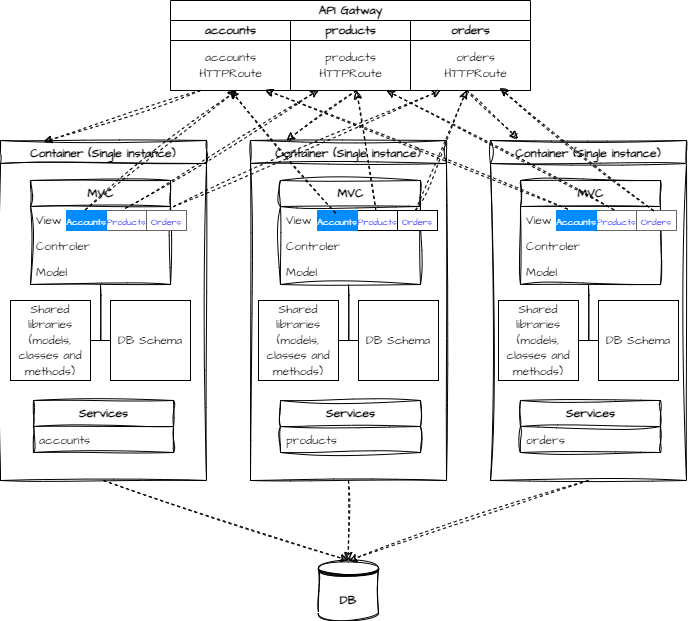 API Gatway
accounts products orders
accounts products orders
HTTPRoute HTTPRoute HTTPRoute
Container (Single instance) Container (Single instance) Container (Single instance)
MVC MVC MVC
View Accounts Products Orders View Accounts Products Orders View Accounts Products Orders
Controler Controler Controler
Model Model Model
Shared
libraries
(models,
classes and
methods)
DB Schema
Shared
libraries
(models,
classes and
methods)
DB Schema
Shared
libraries
(models,
classes and
methods)
DB Schema
Services Services Services
accounts products orders
DB